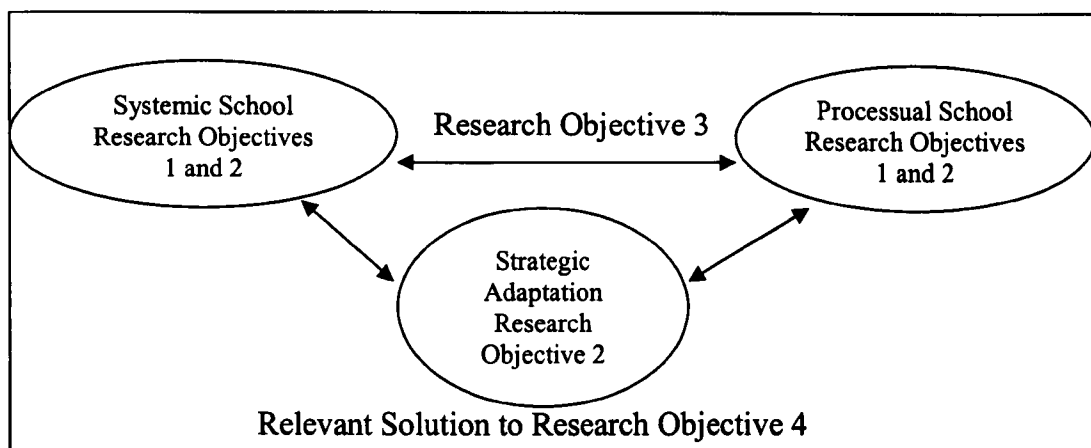 Systemic School
Research Objectives
1 and 2
Research Objective 3
Processual School
Research Objectives
1 and 2
Strategic
Adaptation
Research
Objective 2
Relevant Solution to Research Objective 4